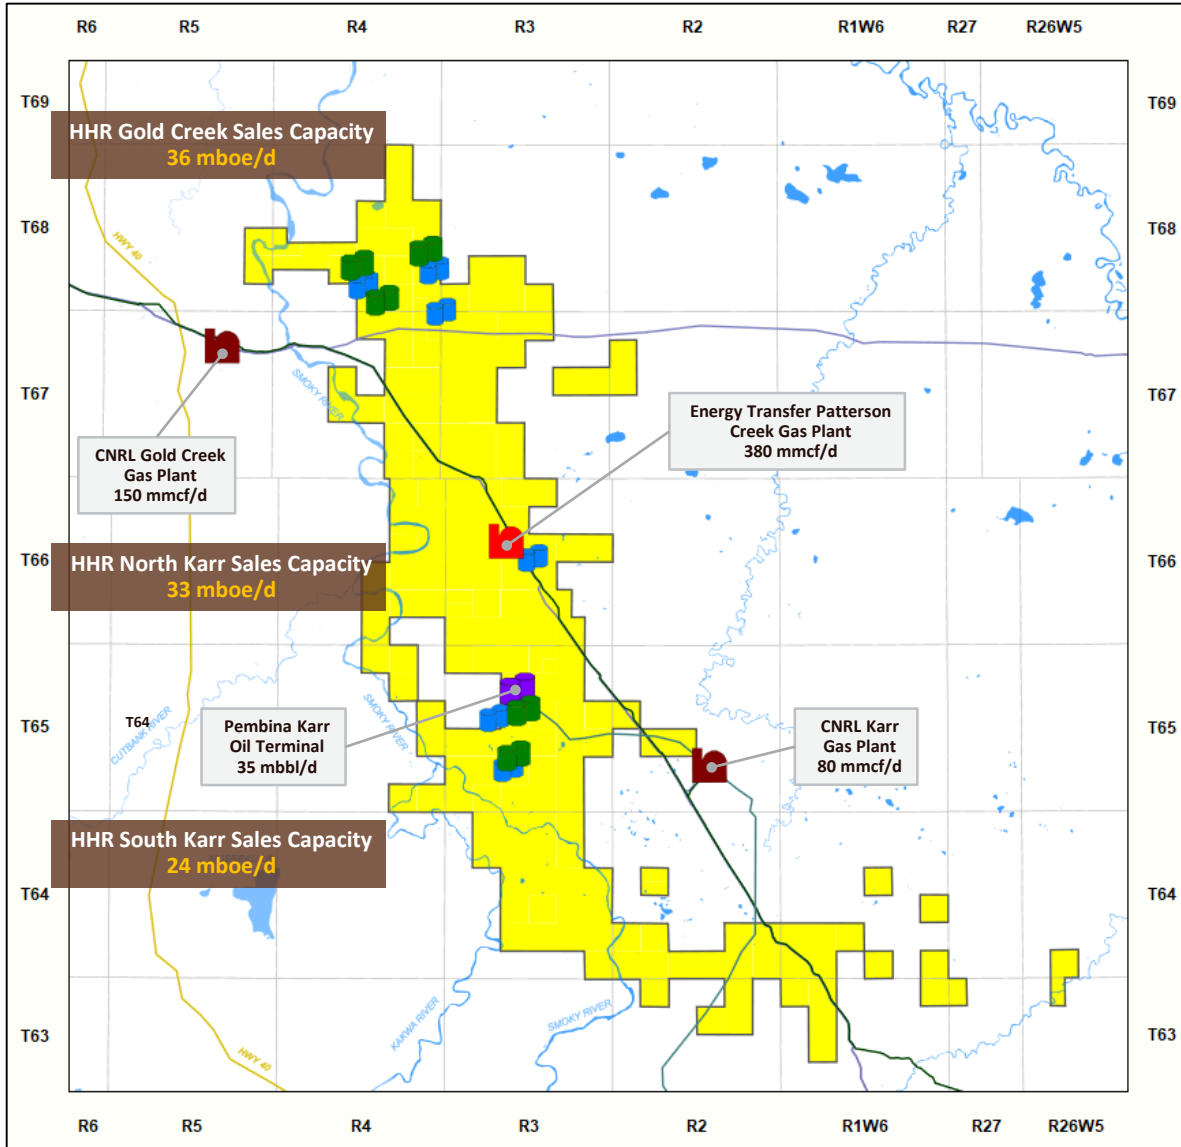 R6 R5 R4 R3 R2 R1W6 R27 R26W5
T69 T69
HHR Gold Creek Sales Capacity
36 mboe/d
T68 T68
HWY 40
SMOKY RIVER
T67 T67
Energy Transfer Patterson
Creek Gas Plant
380 mmcf/d
CNRL Gold Creek
Gas Plant
150 mmcf/d
HHR North Karr Sales Capacity
33 mboe/d
T66 T66
CUTBANK RIVER
T64
SMOKY RIVER
T65 T65
Pembina Karr
Oil Terminal
35 mbbl/d
CNRL Karr
Gas Plant
80 mmcf/d
HHR South Karr Sales Capacity
24 mboe/d
T64 T64
KAKWA RIVER
SMOKY RIVER
T63 T63
HWY 40
R6 R5 R4 R3 R2 R1W6 R27 R26W5